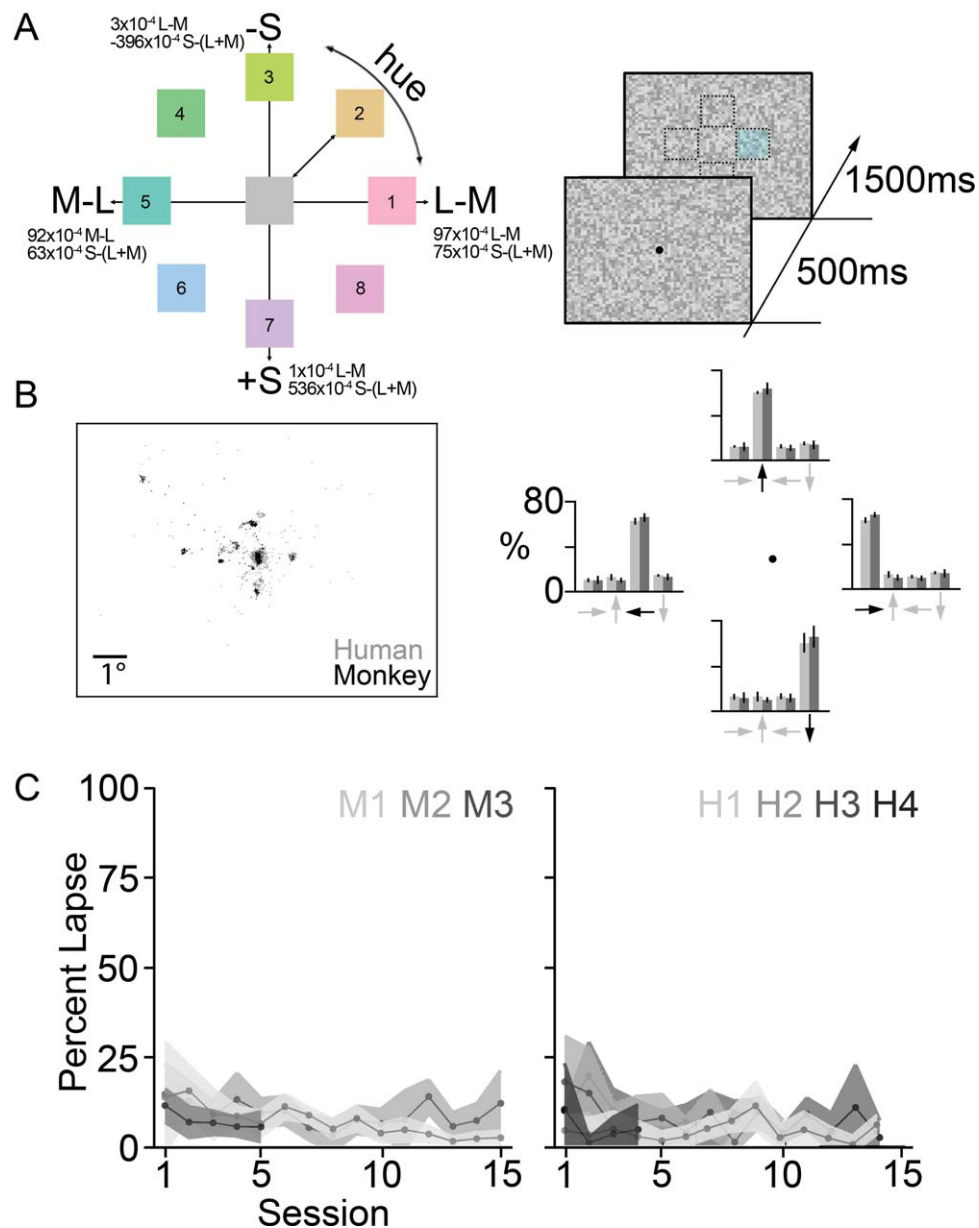 A
3x10-4 L-M
-396x10-4 S-(L+M)
-S
hue
3
4
2
M-L
5
1
L-M
92x10-4 M-L
63x10-4 S-(L+M)
97x10-4 L-M
75x10-4 S-(L+M)
6
8
7
+S
1x10-4 L-M
536x10-4 S-(L+M)
1500ms
500ms
B
1°
Human
Monkey
80
%
0
C
100
75
50
25
0
Percent Lapse
M1 M2 M3
H1 H2 H3 H4
1 5 10 15
1 5 10 15
Session